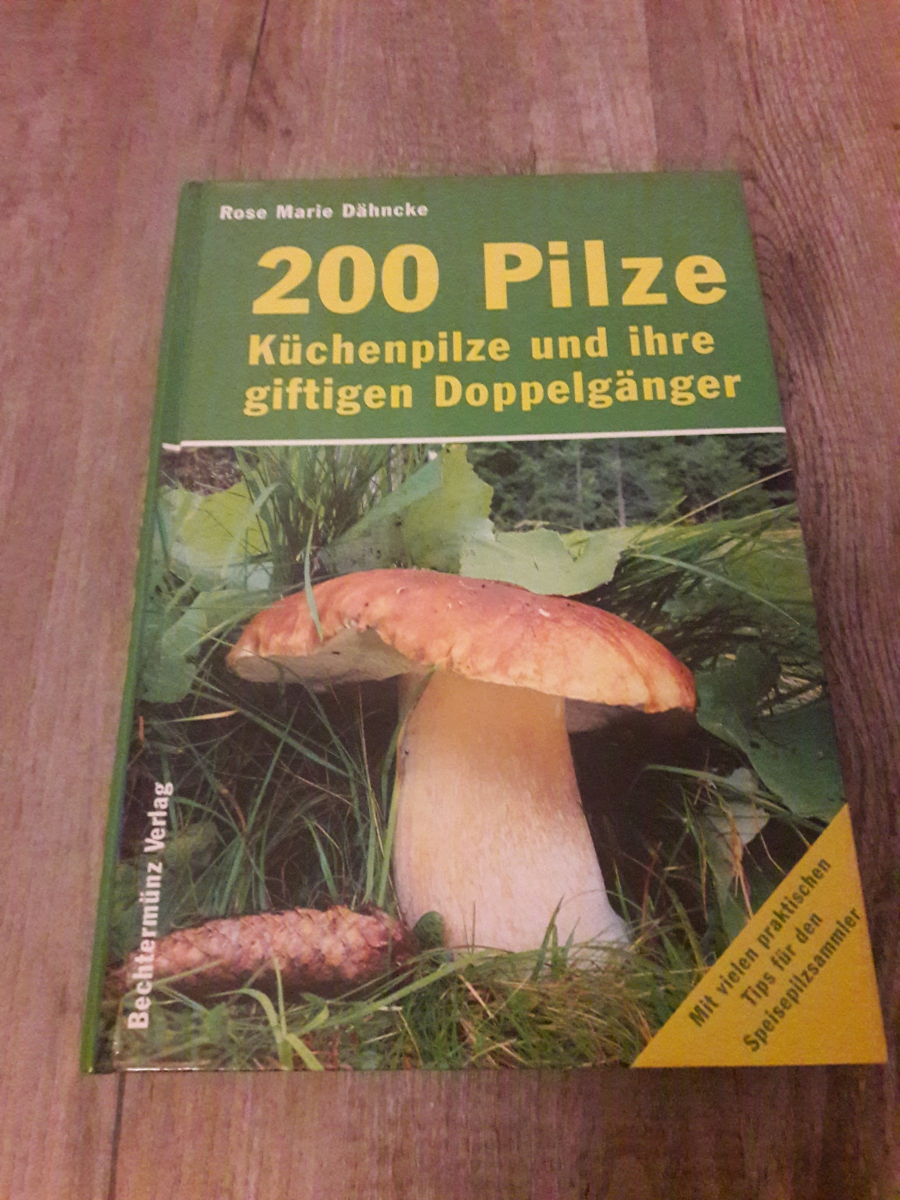 Rose Marie Dähncke
200 Pilze
Küchenpilze und ihre
giftigen Doppelgänger
Bechtermünz Verlag
Mit vielen praktischen
Tips für den
Speisepilzsammler